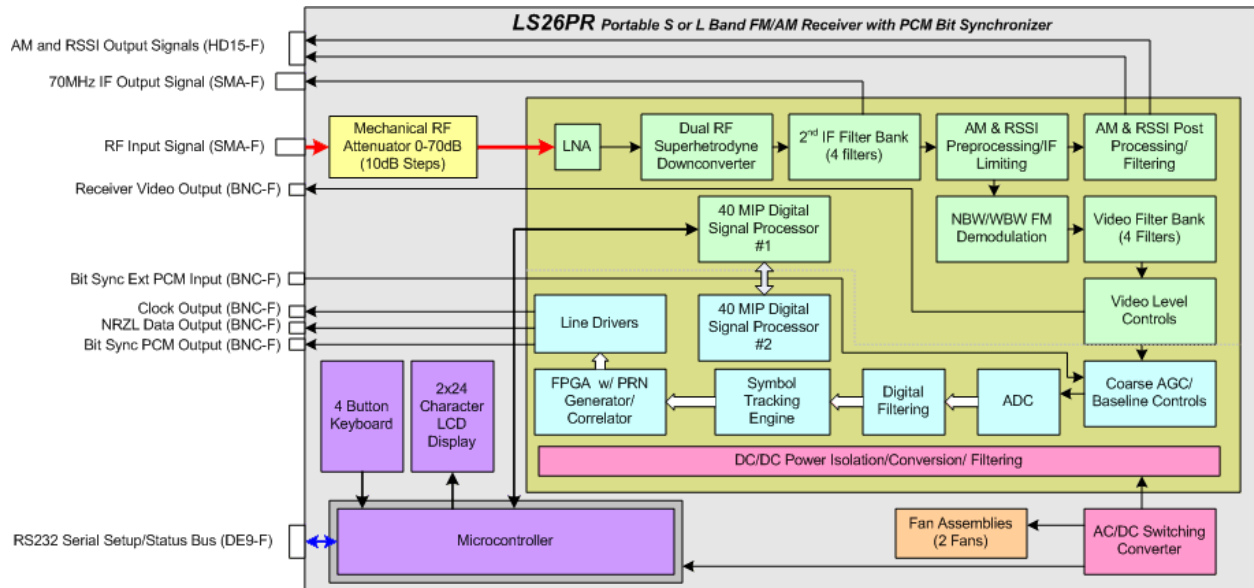 LS26PR Portable S or L Band FM/AM Receiver with PCM Bit Synchronizer
AM and RSSI Output Signals (HD15-F)
70MHz IF Output Signal (SMA-F)
RF Input Signal (SMA-F)
Receiver Video Output (BNC-F)
Bit Sync Ext PCM Input (BNC-F)
Clock Output (BNC-F)
NRZL Data Output (BNC-F)
Bit Sync PCM Output (BNC-F)
RS232 Serial Setup/Status Bus (DE9-F)
Mechanical RF
Attenuator 0-70dB
(10dB Steps)
LNA
Dual RF
Superhetrodyne
Downconverter
2nd IF Filter Bank
(4 filters)
AM & RSSI
Preprocessing/IF
Limiting
AM & RSSI Post
Processing/
Filtering
40 MIP Digital
Signal Processor
#1
NBW/WBW FM
Demodulation
Video Filter Bank
(4 Filters)
Line Drivers
40 MIP Digital
Signal Processor
#2
Video Level
Controls
4 Button
Keyboard
2x24
Character
LCD
Display
FPGA w/ PRN
Generator/
Correlator
Symbol
Tracking
Engine
Digital
Filtering
ADC
Coarse AGC/
Baseline Controls
DC/DC Power Isolation/Conversion/ Filtering
Microcontroller
Fan Assemblies
(2 Fans)
AC/DC Switching
Converter